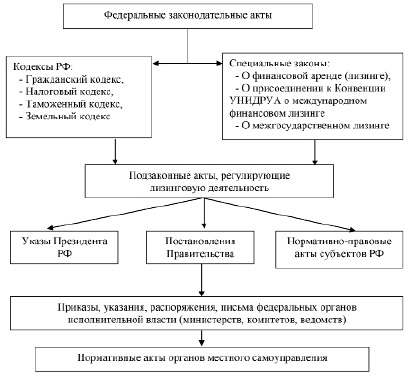 Федеральные законодательные акты
Кодексы РФ:
- Гражданский кодекс,
- Налоговый кодекс,
- Таможенный кодекс,
- Земельный кодекс
Специальные законы:
- О финансовой аренде (лизинге),
- О присоединении к Конвенции
УНИДРУА о международном
финансовом лизинге
- О межгосударственном лизинге
Подзаконные акты, регулирующие
лизинговую деятельность
Указы Президента
РФ
Постановления
Правительства
Нормативно-правовые
акты субъектов РФ
Приказы, указания, распоряжения, письма федеральных органов
исполнительной власти (министерств, комитетов, ведомств)
Нормативные акты органов местного самоуправления